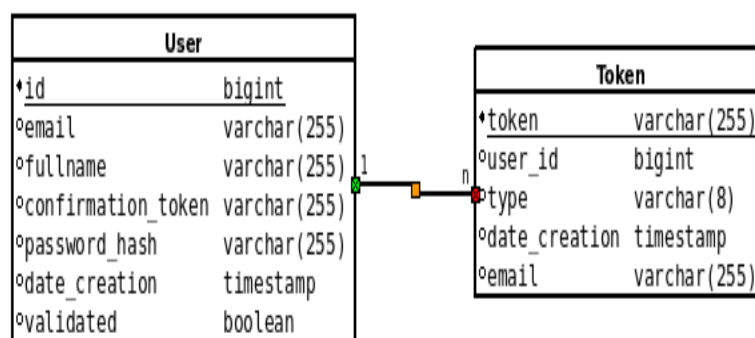 User
id bigint
email varchar(255)
fullname varchar(255)
confirmation_token varchar(255)
password_hash varchar(255)
date_creation timestamp
validated boolean
1
n
Token
token varchar(255)
user_id bigint
type varchar(8)
date_creation timestamp
email varchar(255)